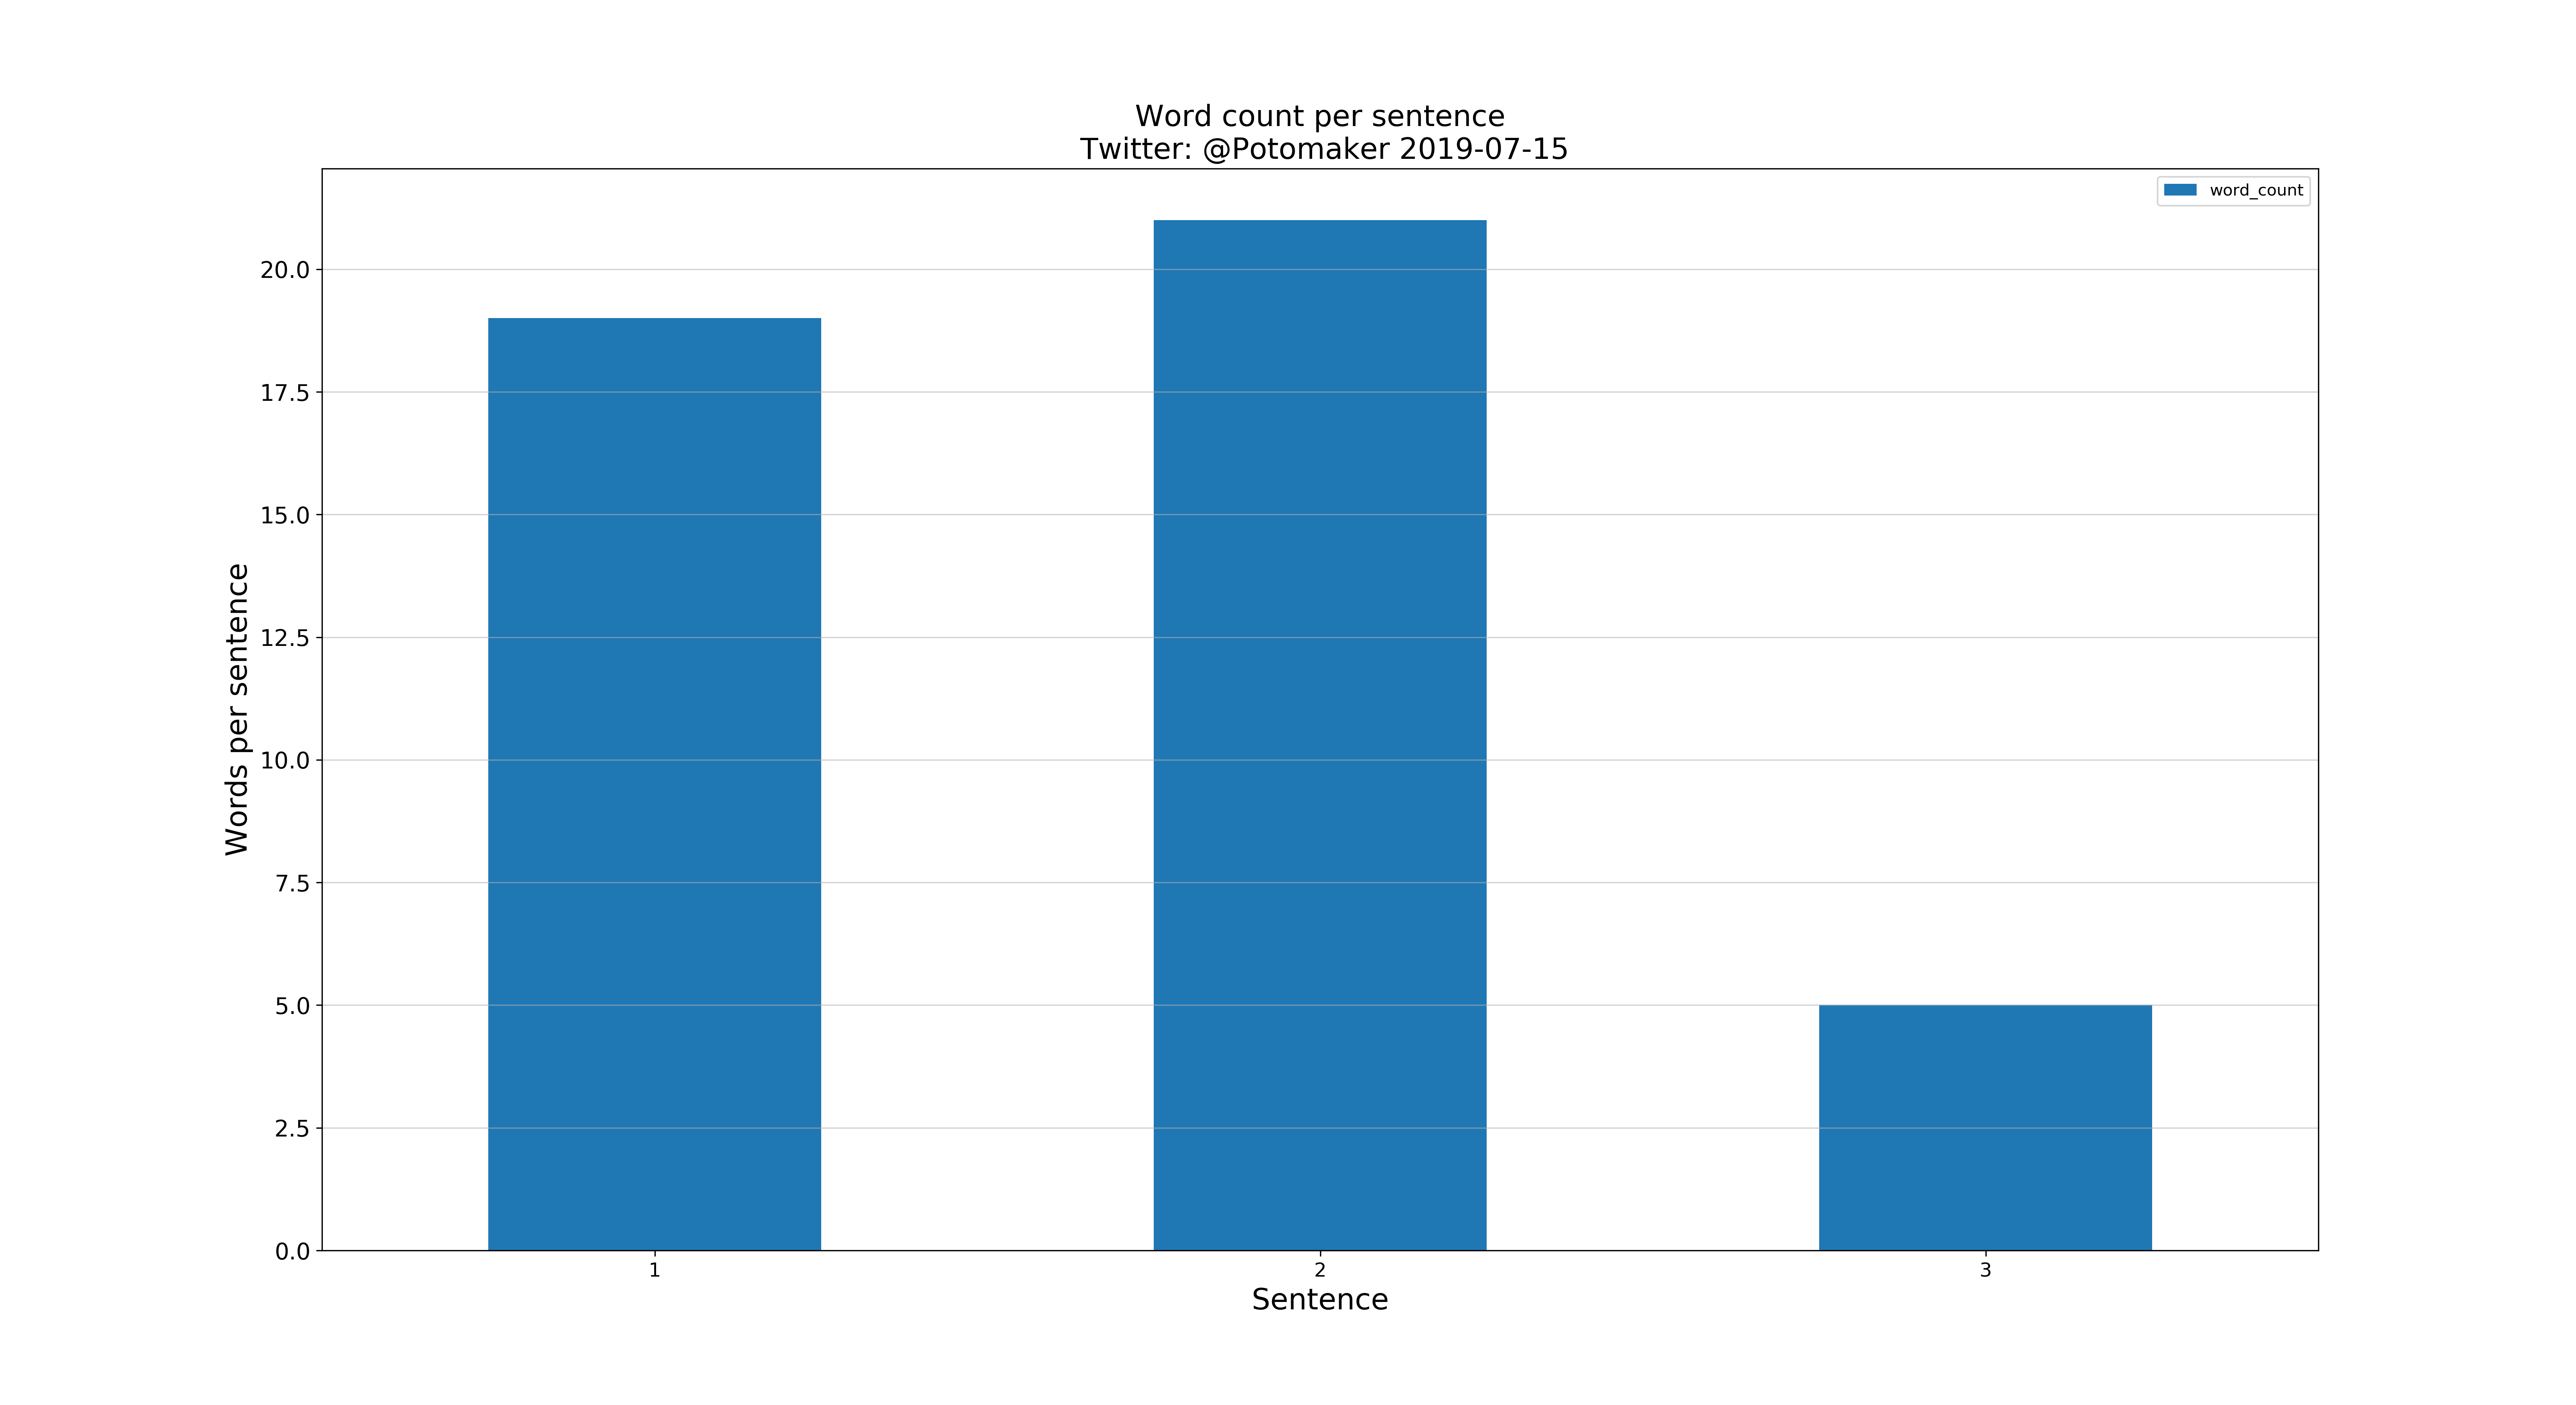 Word count per sentence
Twitter: @Potomaker 2019-07-15
word_count
20.0
17.5
15.0
12.5
10.0
7.5
5.0
2.5
0.0
Words per sentence
1
2
3
Sentence